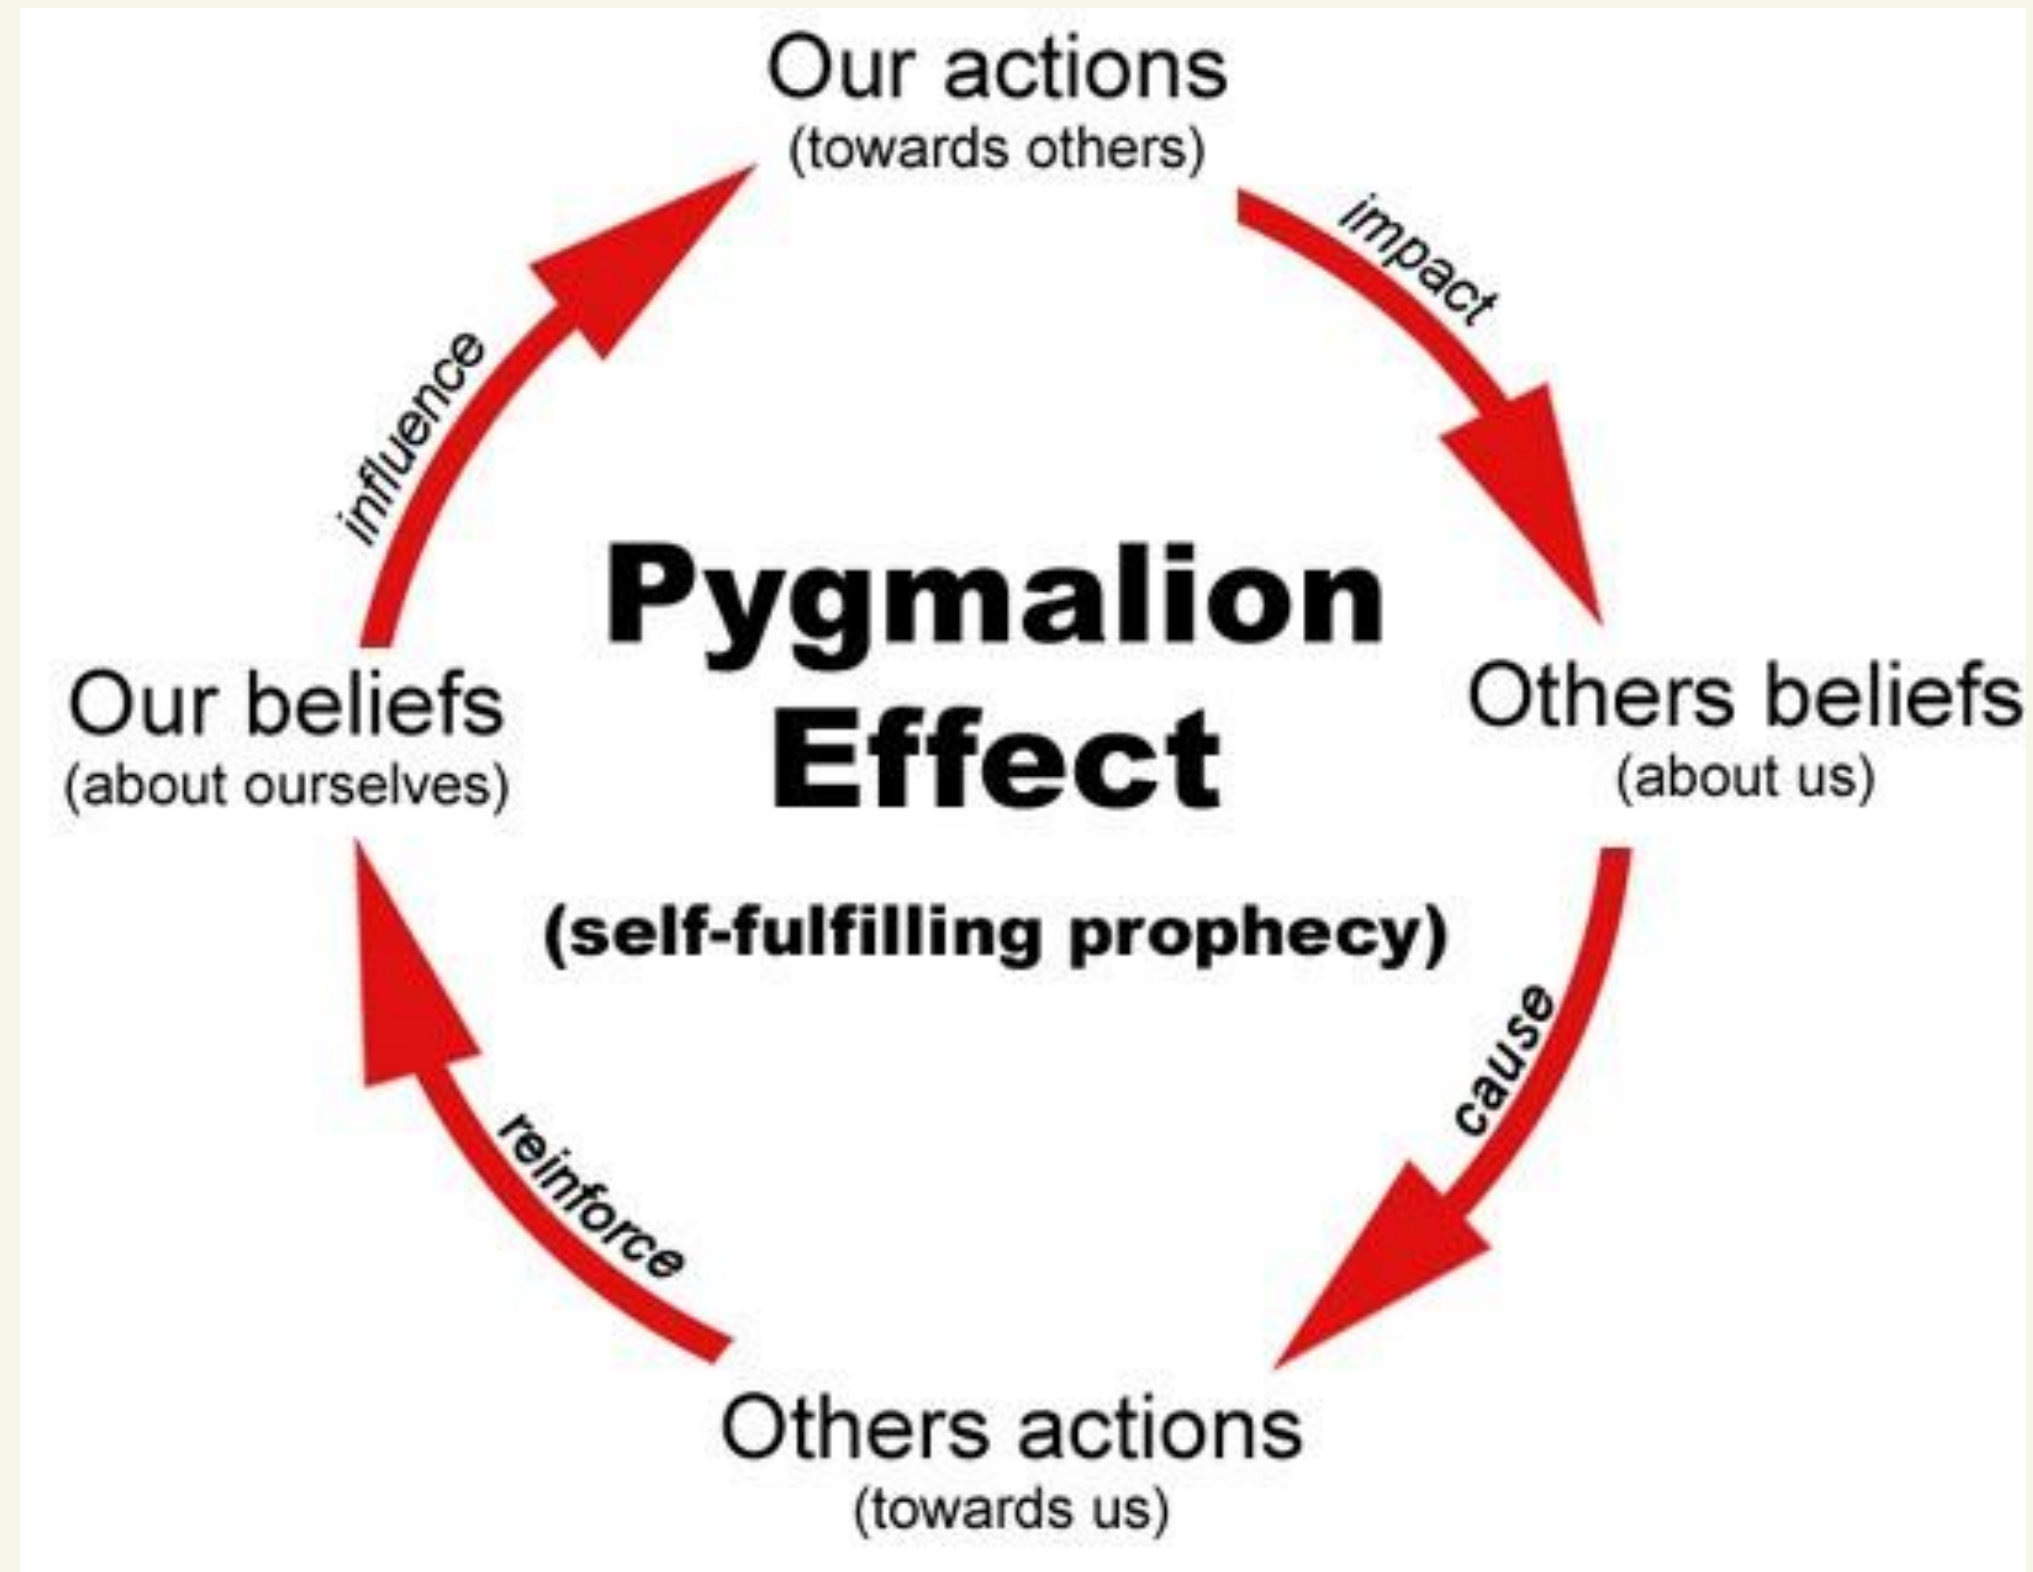 Our actions
(towards others)
impact
influence
Pygmalion
Effect
(self-fulfilling prophecy)
Our beliefs
(about ourselves)
Others beliefs
(about us)
cause
reinforce
Others actions
(towards us)